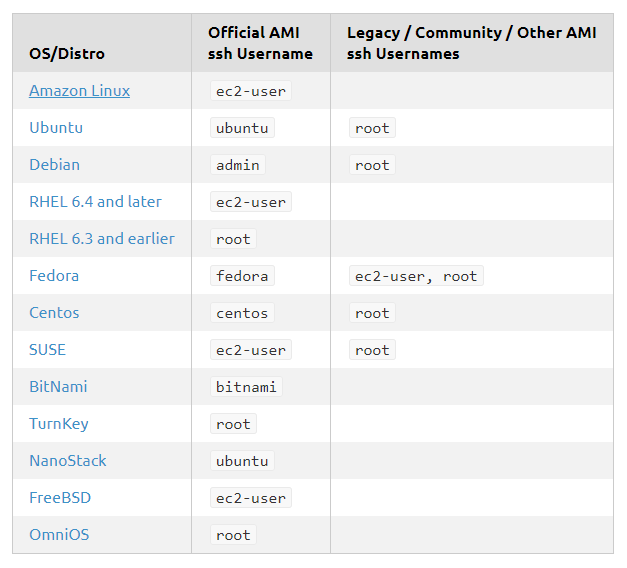 OS/Distro Official AMI ssh Username Legacy / Community / Other AMI ssh Usernames
Amazon Linux ec2-user
Ubuntu ubuntu root
Debian admin root
RHEL 6.4 and later ec2-user
RHEL 6.3 and earlier root
Fedora fedora ec2-user, root
Centos centos root
SUSE ec2-user root
BitNami bitnami
TurnKey root
NanoStack ubuntu
FreeBSD ec2-user
OmniOS root